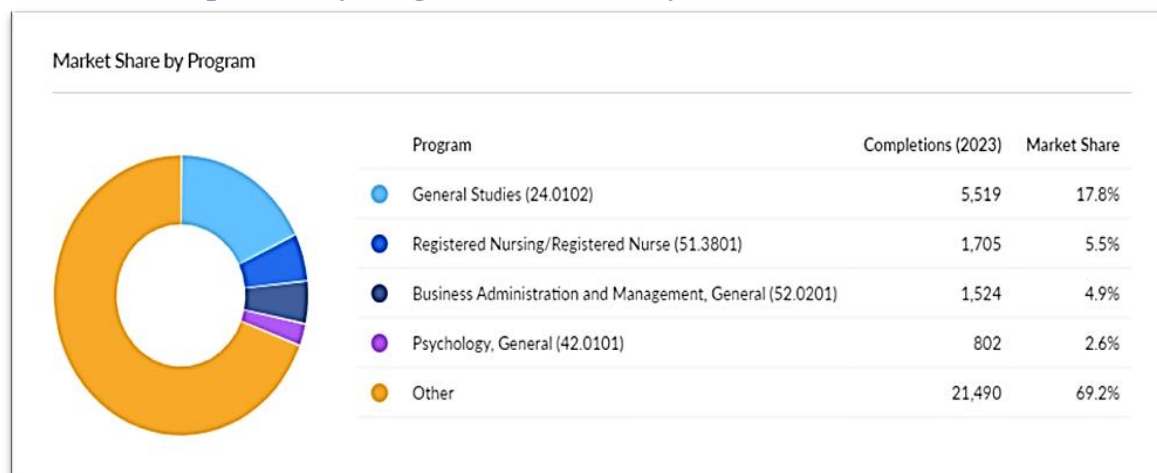 Market Share by Program
Program Completions (2023) Market Share
General Studies (24.0102) 5,519 17.8%
Registered Nursing/Registered Nurse (51.3801) 1,705 5.5%
Business Administration and Management, General (52.0201) 1,524 4.9%
Psychology, General (42.0101) 802 2.6%
Other 21,490 69.2%